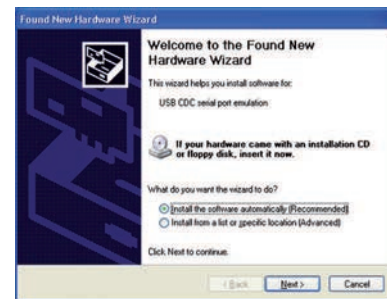 Found New Hardware Wizard
Welcome to the Found New
Hardware Wizard
This wizard helps you install software for:
USB CDC serial port emulation
If your hardware came with an installation CD
or floppy disk, insert it now.
What do you want the wizard to do?
Install the software automatically (Recommended)
Install from a list or specific location (Advanced)
Click Next to continue.
< Back
Next >
Cancel